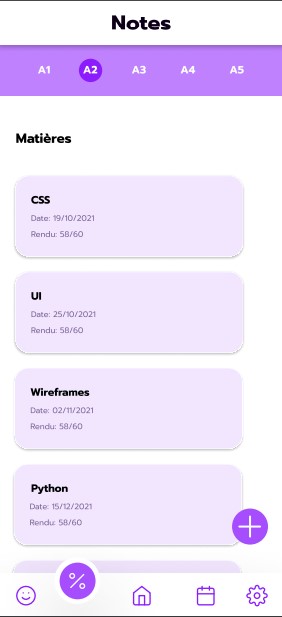 Notes
A1 A2 A3 A4 A5
Matières
CSS
Date: 19/10/2021
Rendu: 58/60
UI
Date: 25/10/2021
Rendu: 58/60
Wireframes
Date: 02/11/2021
Rendu: 58/60
Python
Date: 15/12/2021
Rendu: 58/60
%